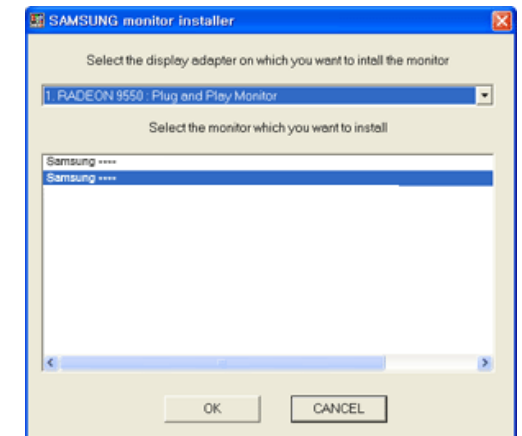 SAMSUNG monitor installer
Select the display adapter on which you want to intall the monitor
1. RADEON 9550 : Plug and Play Monitor
Select the monitor which you want to install
Samsung ****
Samsung ****
OK
CANCEL